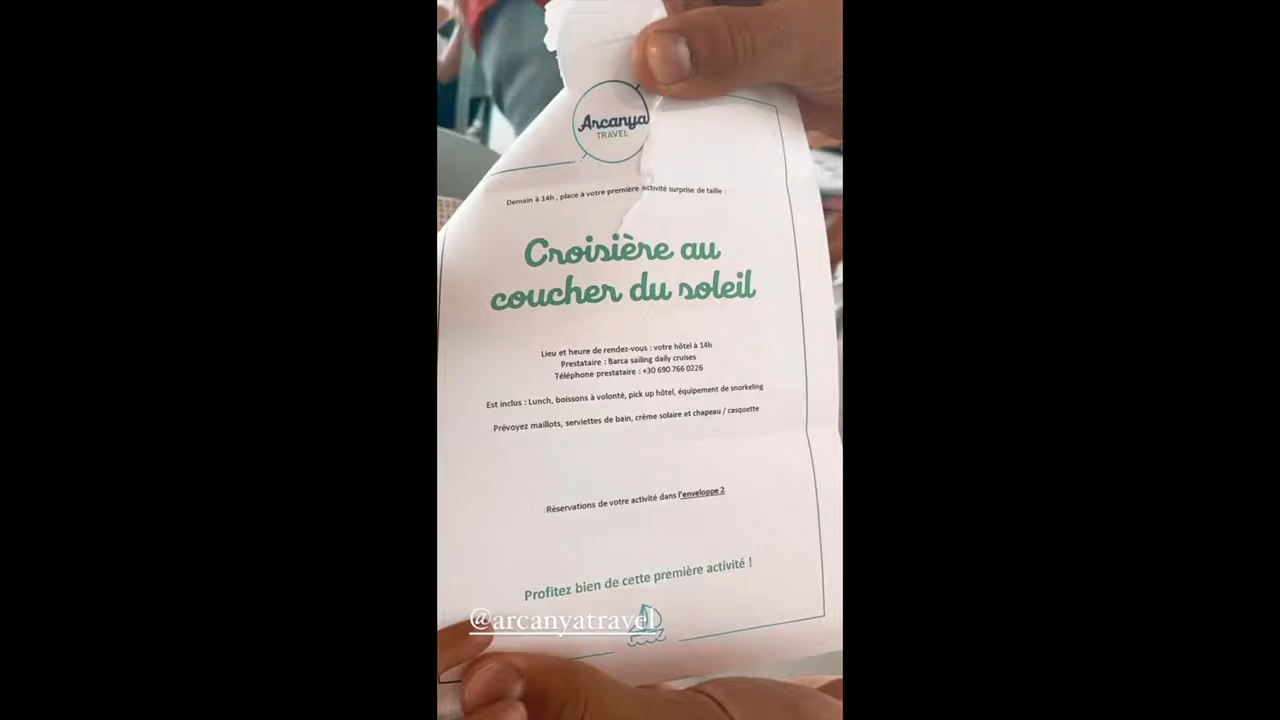 Arcanya
TRAVEL
Demain à 14h , place à votre première activité surprise de taille :
Croisière au
coucher du soleil
Lieu et heure de rendez-vous : votre hôtel à 14h
Prestataire : Barca sailing daily cruises
Téléphone prestataire : +30 690 766 0226
Est inclus : Lunch, boissons à volonté, pick up hôtel, équipement de snorkeling
Prévoyez maillots, serviettes de bain, crème solaire et chapeau / casquette
Réservations de votre activité dans l'enveloppe 2
Profitez bien de cette première activité !
@arcanyatravel